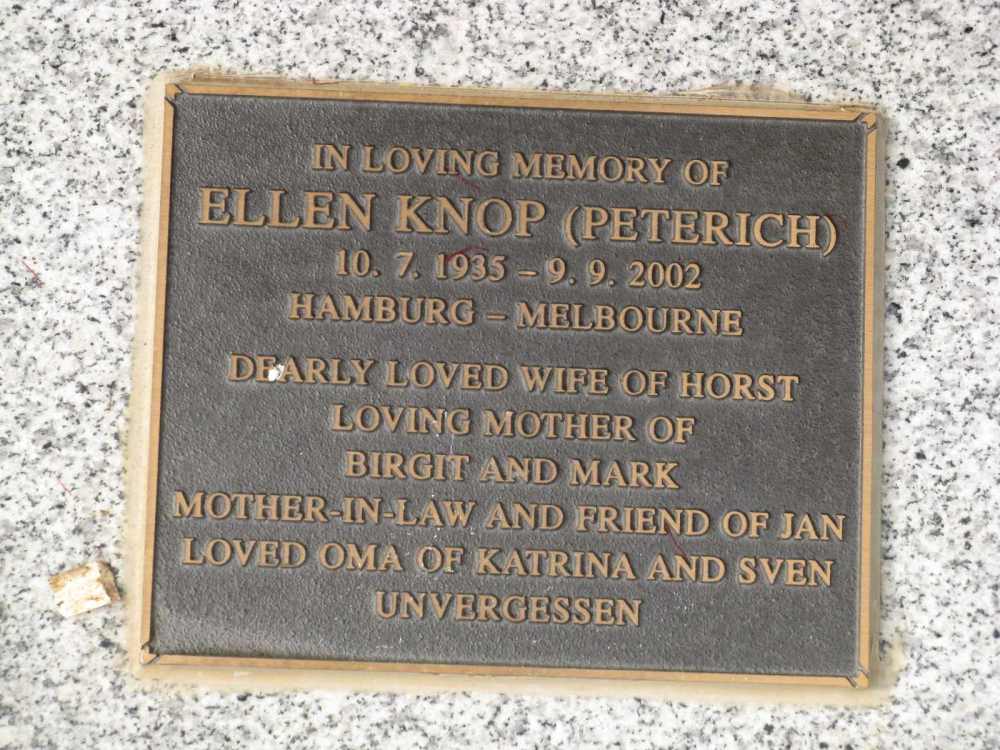 IN LOVING MEMORY OF
ELLEN KNOP (PETERICH)
10. 7. 1935 – 9. 9. 2002
HAMBURG – MELBOURNE
DEARLY LOVED WIFE OF HORST
LOVING MOTHER OF
BIRGIT AND MARK
MOTHER-IN-LAW AND FRIEND OF JAN
LOVED OMA OF KATRINA AND SVEN
UNVERGESSEN